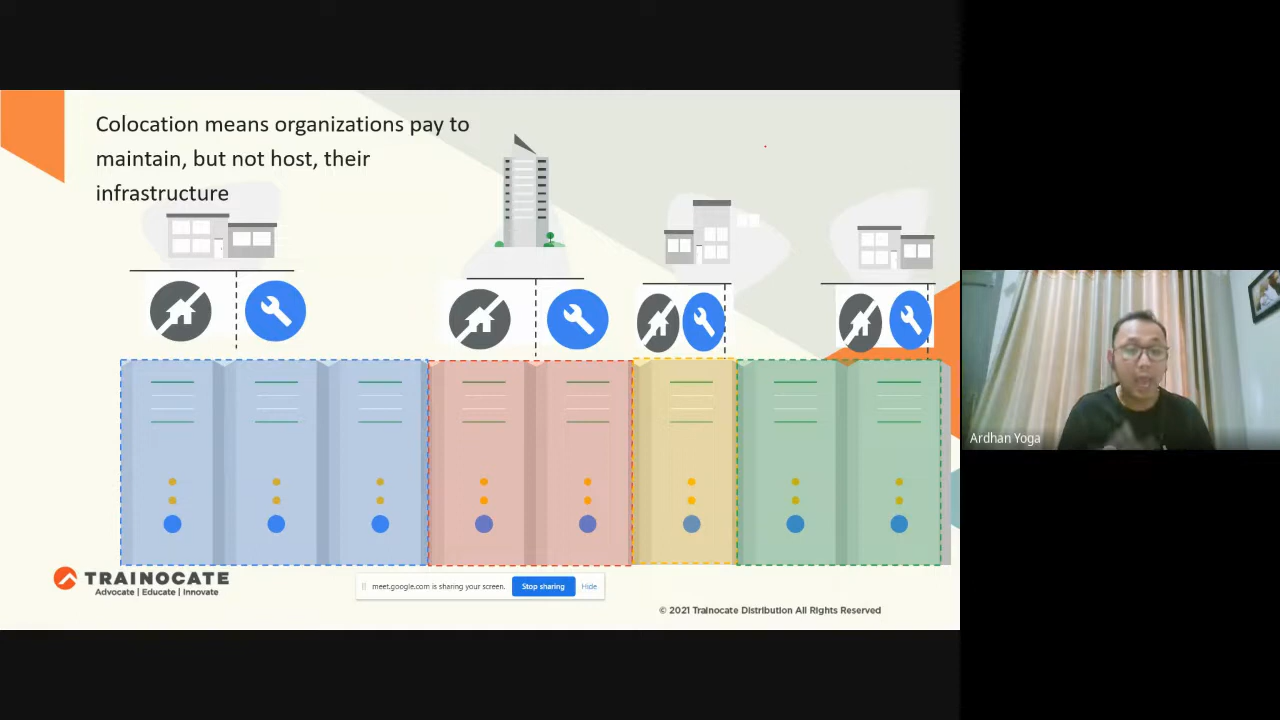 Colocation means organizations pay to
maintain, but not host, their
infrastructure
Ardhan Yoga
TRAINOCATE
Advocate | Educate | Innovate
meet.google.com is sharing your screen.
Stop sharing
Hide
© 2021 Trainocate Distribution All Rights Reserved